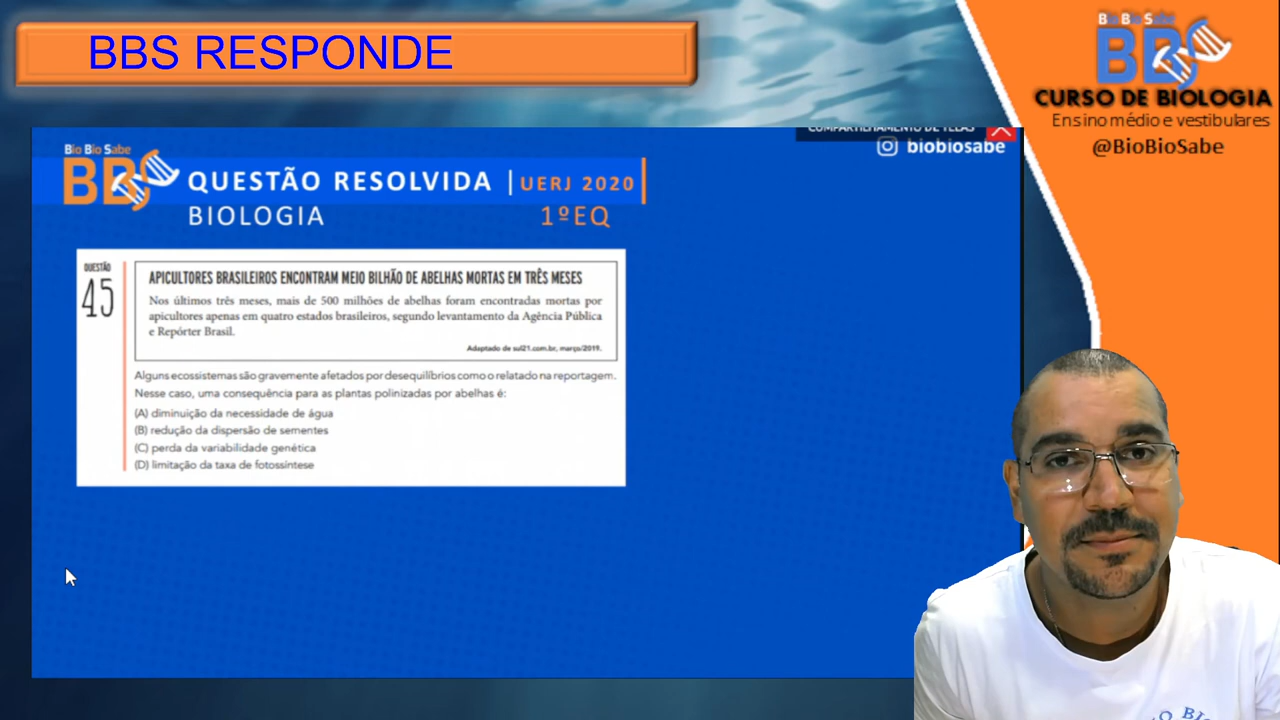 BBS RESPONDE
Bio Bio Sabe
BBS
CURSO DE BIOLOGIA
Ensino médio e vestibulares
@BioBioSabe
COMPARTILHAMENTO DE TELAS
biobiosabe
Bio Bio Sabe
BBS
QUESTÃO RESOLVIDA | UERJ 2020
BIOLOGIA 1ºEQ
QUESTÃO
45
APICULTORES BRASILEIROS ENCONTRAM MEIO BILHÃO DE ABELHAS MORTAS EM TRÊS MESES
Nos últimos três meses, mais de 500 milhões de abelhas foram encontradas mortas por
apicultores apenas em quatro estados brasileiros, segundo levantamento da Agência Pública
e Repórter Brasil.
Adaptado de sul21.com.br, março/2019.
Alguns ecossistemas são gravemente afetados por desequilíbrios como o relatado na reportagem.
Nesse caso, uma consequência para as plantas polinizadas por abelhas é:
(A) diminuição da necessidade de água
(B) redução da dispersão de sementes
(C) perda da variabilidade genética
(D) limitação da taxa de fotossíntese